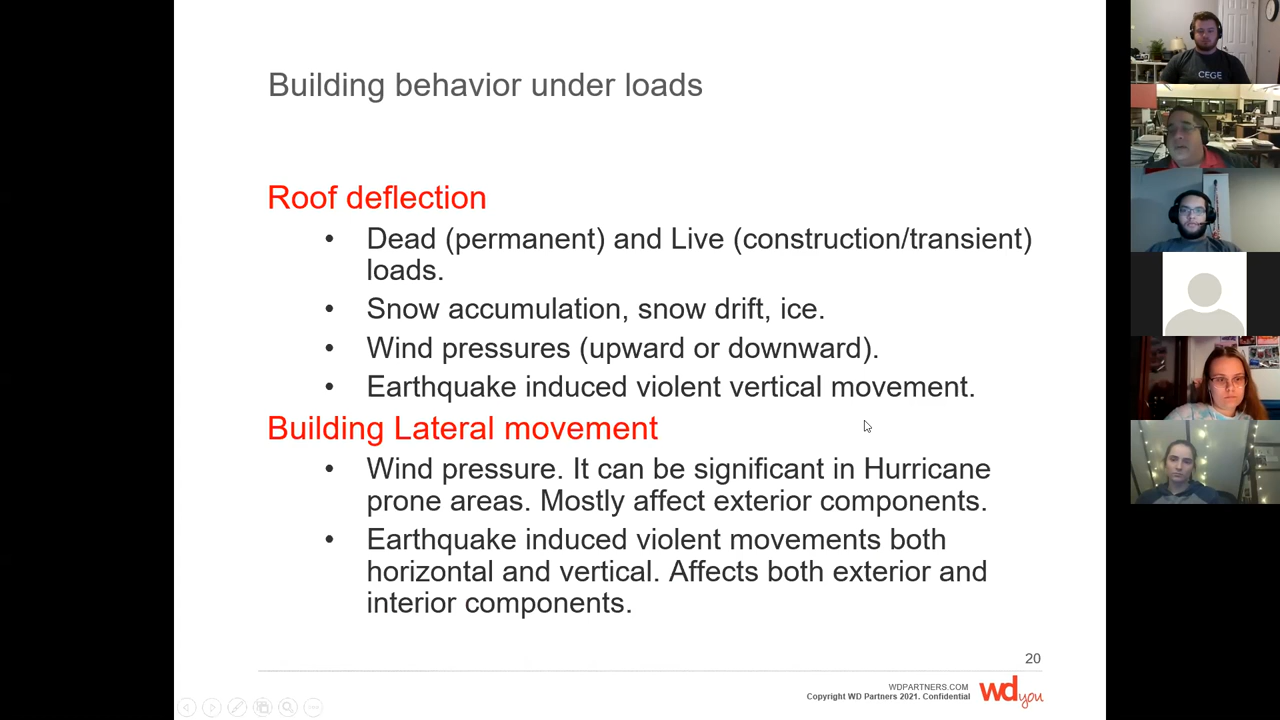 Building behavior under loads
Roof deflection
• Dead (permanent) and Live (construction/transient)
loads.
• Snow accumulation, snow drift, ice.
• Wind pressures (upward or downward).
• Earthquake induced violent vertical movement.
Building Lateral movement
• Wind pressure. It can be significant in Hurricane
prone areas. Mostly affect exterior components.
• Earthquake induced violent movements both
horizontal and vertical. Affects both exterior and
interior components.
20
WDPARTNERS.COM
Copyright WD Partners 2021. Confidential
wd you
CEGE